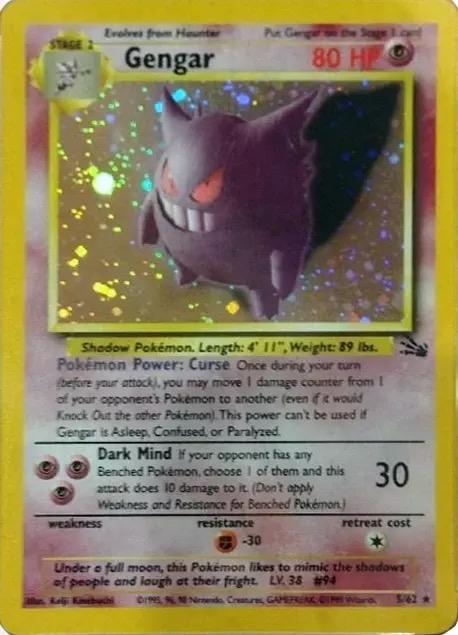 Evolves from Haunter Put Gengar on the Stage 1 card
STAGE 2
Gengar 80 HP
Shadow Pokémon. Length: 4' 11", Weight: 89 lbs.
Pokémon Power: Curse Once during your turn
(before your attack), you may move 1 damage counter from 1
of your opponent's Pokémon to another (even if it would
Knock Out the other Pokémon). This power can't be used if
Gengar is Asleep, Confused, or Paralyzed.
Dark Mind If your opponent has any
Benched Pokémon, choose 1 of them and this
attack does 10 damage to it. (Don't apply
Weakness and Resistance for Benched Pokémon.)
30
weakness resistance retreat cost
-30
Under a full moon, this Pokémon likes to mimic the shadows
of people and laugh at their fright. LV. 38 #94
Illus. Keiji Kinebuchi ©1995, 96, 98 Nintendo, Creatures, GAMEFREAK. ©1999 Wizards. 5/62 ★